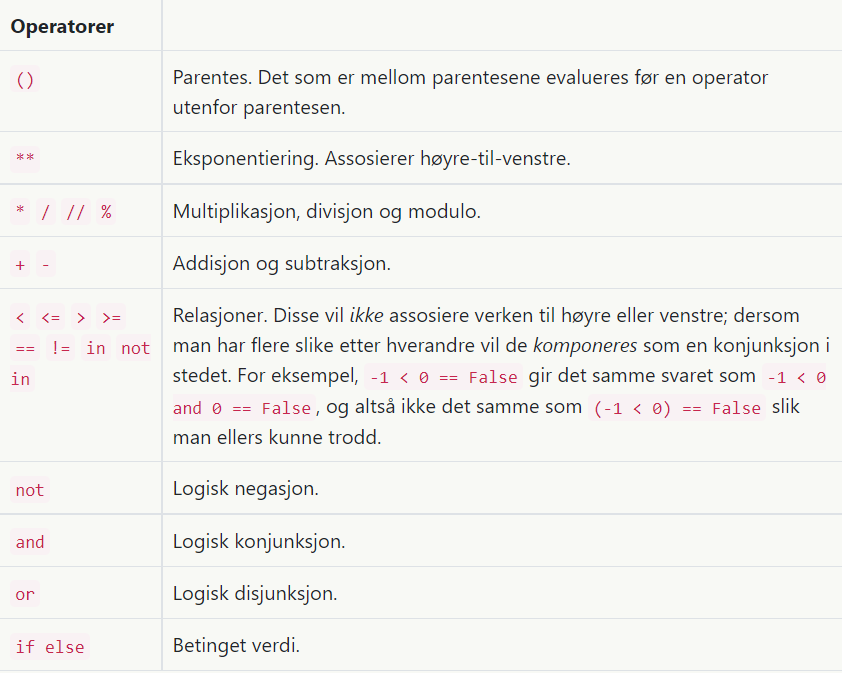 Operatorer
()
Parentes. Det som er mellom parentesene evalueres før en operator
utenfor parentesen.
**
Eksponentiering. Assosierer høyre-til-venstre.
* / // %
Multiplikasjon, divisjon og modulo.
+ -
Addisjon og subtraksjon.
< <= > >=
== != in not
in
Relasjoner. Disse vil ikke assosiere verken til høyre eller venstre; dersom
man har flere slike etter hverandre vil de komponeres som en konjunksjon i
stedet. For eksempel, -1 < 0 == False gir det samme svaret som -1 < 0
and 0 == False, og altså ikke det samme som (-1 < 0) == False slik
man ellers kunne trodd.
not
Logisk negasjon.
and
Logisk konjunksjon.
or
Logisk disjunksjon.
if else
Betinget verdi.